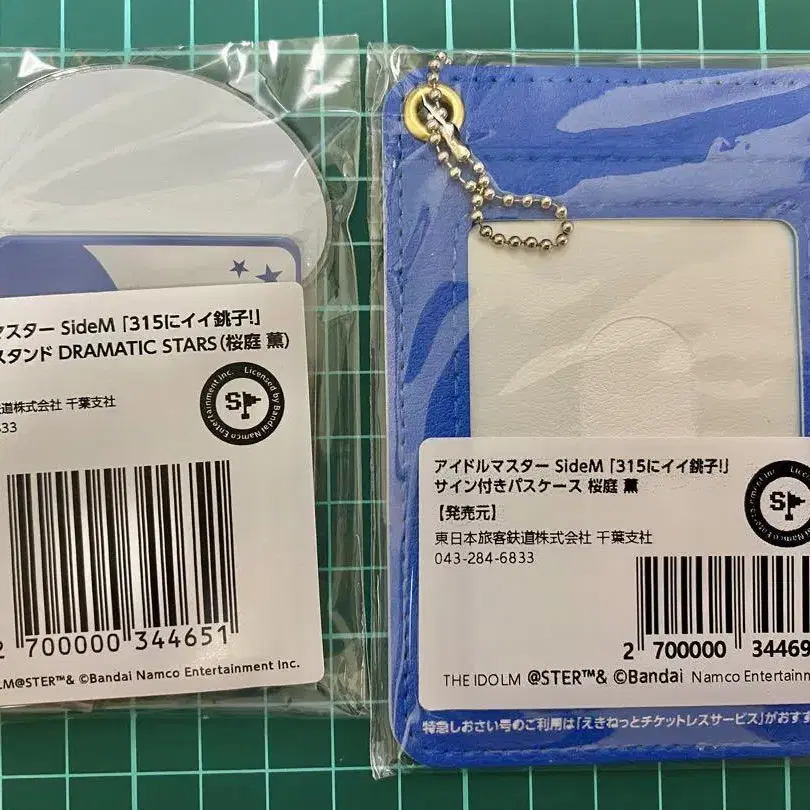 マスター SideM「315にイイ銚子!」
スタンド DRAMATIC STARS(桜庭 薫)
道株式会社 千葉支社
833
Licensed by Bandai Namco Entertainment Inc.
SP
2 700000 344651
LM@STER™& ©Bandai Namco Entertainment Inc.
アイドルマスター SideM「315にイイ銚子!」
サイン付きパスケース 桜庭 薫
【発売元】
東日本旅客鉄道株式会社 千葉支社
043-284-6833
2 700000 34469
THE IDOLM@STER™& ©Bandai Namco Entertainm
特急しおさい号のご利用は「えきねっとチケットレスサービス」がおす